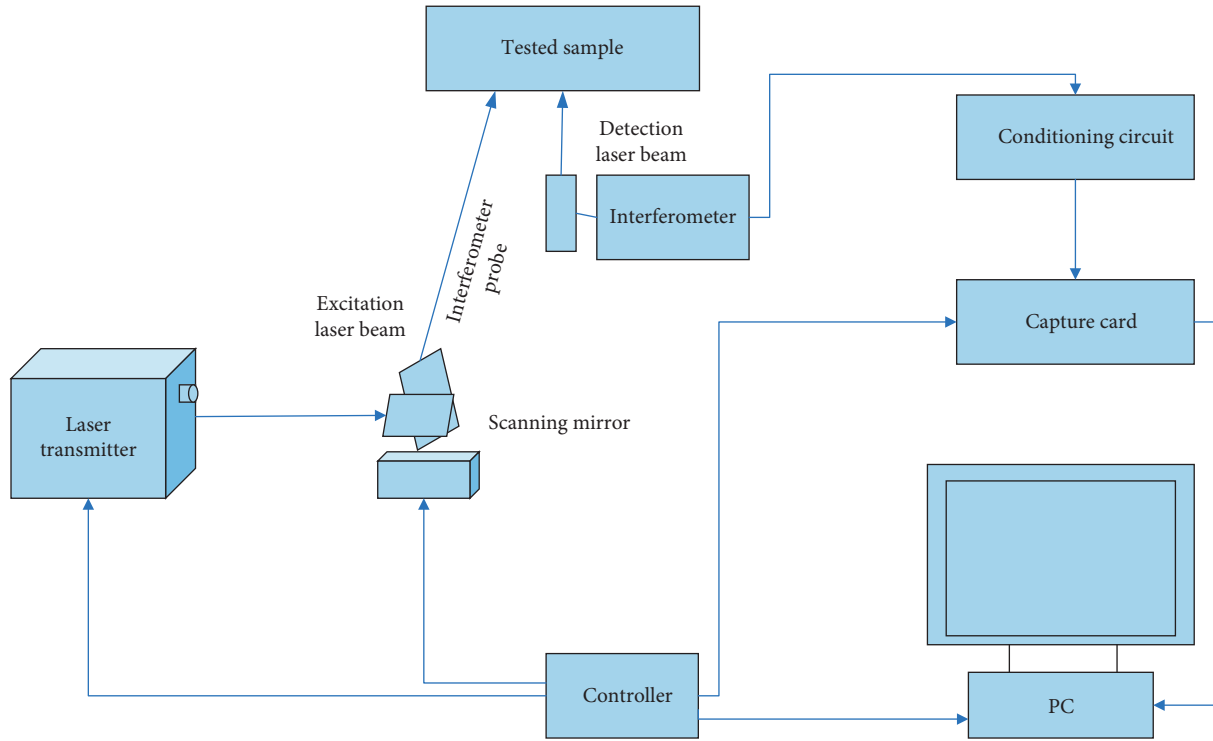 Tested sample
Detection
laser beam
Conditioning circuit
Interferometer
Interferometer
probe
Excitation
laser beam
Capture card
Laser
transmitter
Scanning mirror
Controller
PC